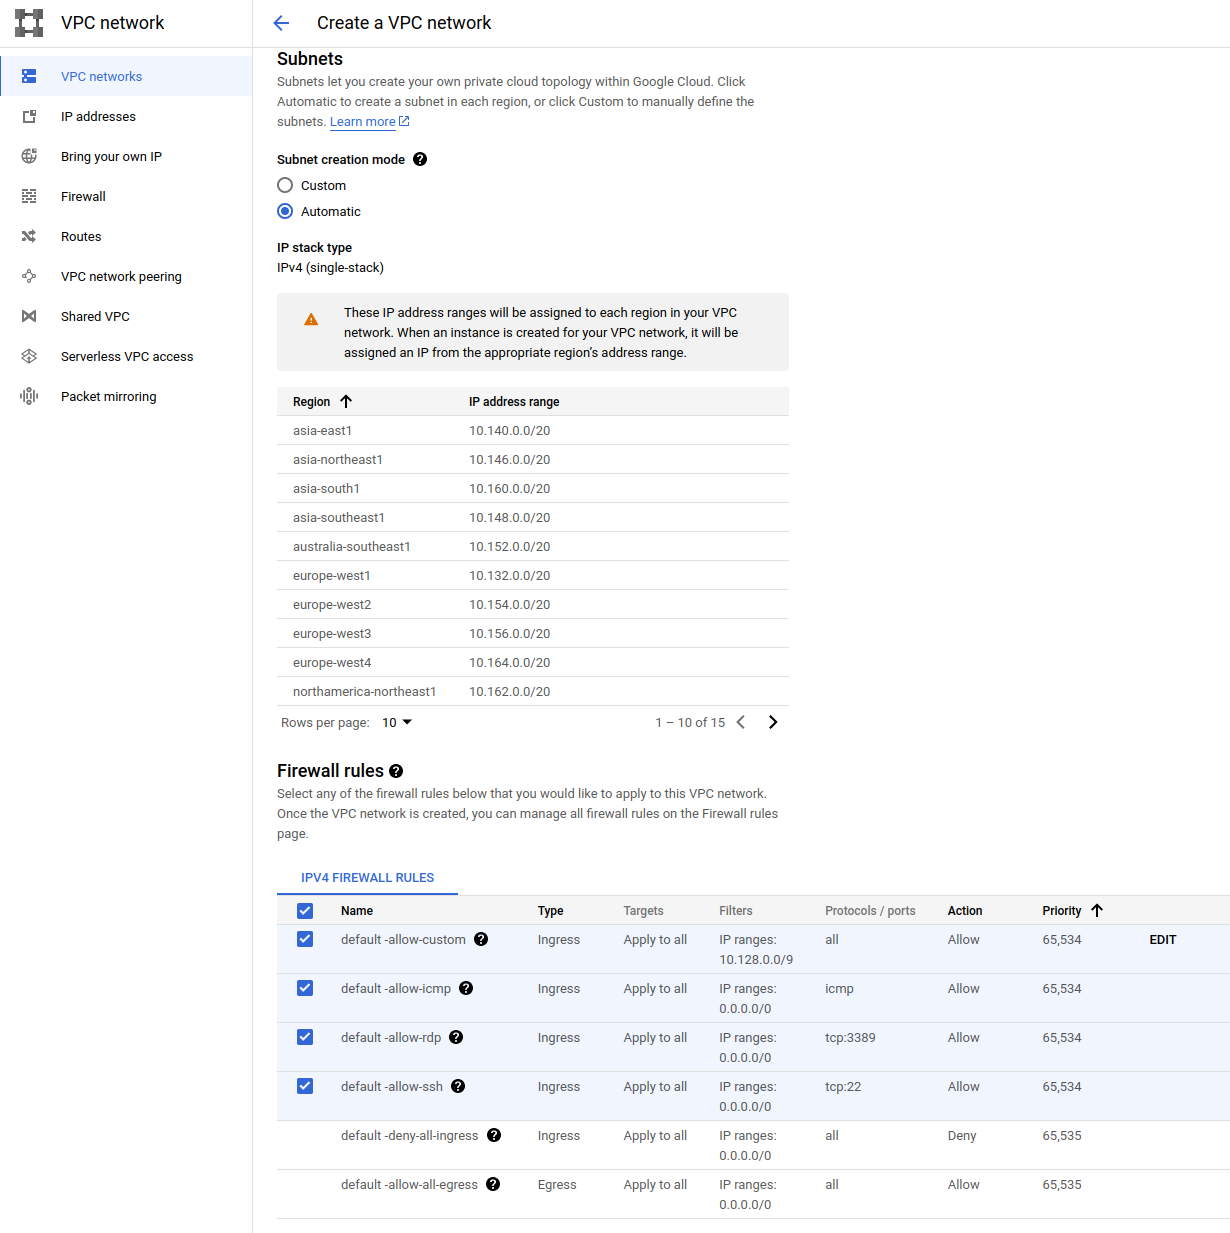 VPC network
Create a VPC network
VPC networks
IP addresses
Bring your own IP
Firewall
Routes
VPC network peering
Shared VPC
Serverless VPC access
Packet mirroring
Subnets
Subnets let you create your own private cloud topology within Google Cloud. Click
Automatic to create a subnet in each region, or click Custom to manually define the
subnets. Learn more
Subnet creation mode
Custom
Automatic
IP stack type
IPv4 (single-stack)
These IP address ranges will be assigned to each region in your VPC
network. When an instance is created for your VPC network, it will be
assigned an IP from the appropriate region's address range.
Region IP address range
asia-east1 10.140.0.0/20
asia-northeast1 10.146.0.0/20
asia-south1 10.160.0.0/20
asia-southeast1 10.148.0.0/20
australia-southeast1 10.152.0.0/20
europe-west1 10.132.0.0/20
europe-west2 10.154.0.0/20
europe-west3 10.156.0.0/20
europe-west4 10.164.0.0/20
northamerica-northeast1 10.162.0.0/20
Rows per page: 10 1 – 10 of 15
Firewall rules
Select any of the firewall rules below that you would like to apply to this VPC network.
Once the VPC network is created, you can manage all firewall rules on the Firewall rules
page.
IPV4 FIREWALL RULES
Name Type Targets Filters Protocols / ports Action Priority
default -allow-custom Ingress Apply to all IP ranges: all Allow 65,534 EDIT
10.128.0.0/9
default -allow-icmp Ingress Apply to all IP ranges: icmp Allow 65,534
0.0.0.0/0
default -allow-rdp Ingress Apply to all IP ranges: tcp:3389 Allow 65,534
0.0.0.0/0
default -allow-ssh Ingress Apply to all IP ranges: tcp:22 Allow 65,534
0.0.0.0/0
default -deny-all-ingress Ingress Apply to all IP ranges: all Deny 65,535
0.0.0.0/0
default -allow-all-egress Egress Apply to all IP ranges: all Allow 65,535
0.0.0.0/0